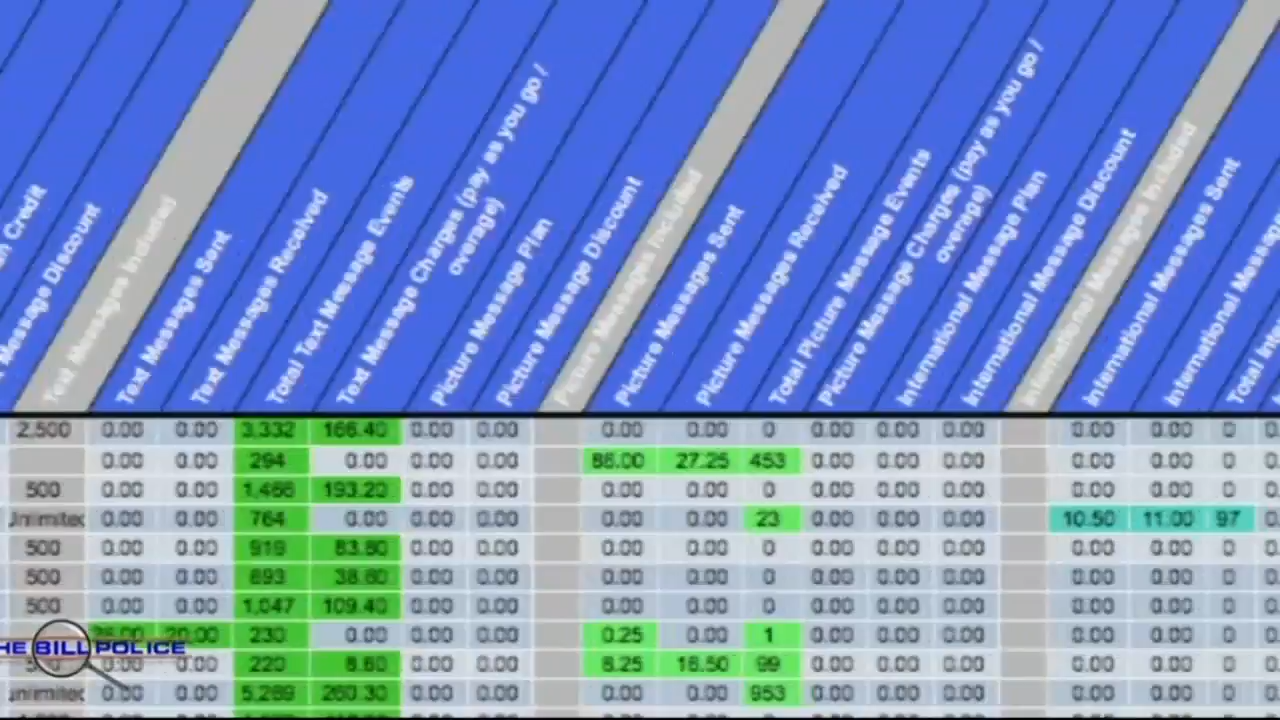 Message Discount
Text Messages Included
Text Messages Sent
Text Messages Received
Total Text Message Events
Text Message Charges (pay as you go /
overage)
Picture Message Plan
Picture Message Discount
Picture Messages Included
Picture Messages Sent
Picture Messages Received
Total Picture Message Events
Picture Message Charges (pay as you go /
overage)
International Message Plan
International Message Discount
International Messages Included
International Messages Sent
International Messages
Credit
2,500 0.00 0.00 3,332 166.40 0.00 0.00 0.00 0.00 0 0.00 0.00 0.00 0.00 0.00 0
0.00 0.00 294 0.00 0.00 0.00 27.25 453 0.00 0.00 0.00 0.00 0.00 0
500 0.00 0.00 193.20 0.00 0.00 0.00 0.00 0 0.00 0.00 0.00 0.00 0.00 0
0.00 0.00 764 0.00 0.00 0.00 0.00 0.00 23 0.00 0.00 0.00 10.50 11.00 97
500 0.00 0.00 919 83.80 0.00 0.00 0.00 0.00 0 0.00 0.00 0.00 0.00 0.00 0
500 0.00 0.00 693 38.60 0.00 0.00 0.00 0.00 0 0.00 0.00 0.00 0.00 0.00 0
500 0.00 0.00 1,047 109.40 0.00 0.00 0.00 0.00 0 0.00 0.00 0.00 0.00 0.00 0
20.00 230 0.00 0.00 0.00 0.25 0.00 1 0.00 0.00 0.00 0.00 0.00 0
THE BILL POLICE
0.00 0.00 220 0.00 0.00 8.25 16.50 99 0.00 0.00 0.00 0.00 0.00 0
unlimited 0.00 0.00 5,269 260.30 0.00 0.00 0.00 0.00 953 0.00 0.00 0.00 0.00 0.00 0